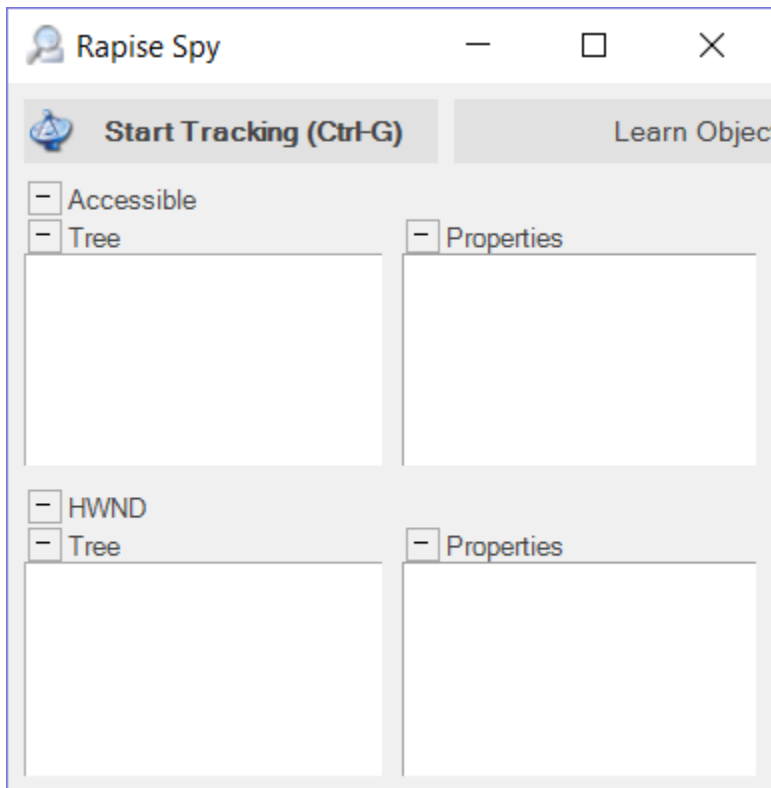 Rapise Spy
Start Tracking (Ctrl-G) Learn Objec
Accessible
Tree Properties
HWND
Tree Properties